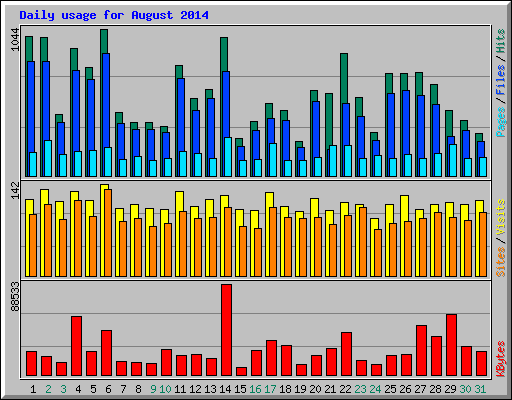 Daily usage for August 2014
1044
Pages / Files / Hits
142
Sites / Visits
88533
KBytes
1 2 3 4 5 6 7 8 9 10 11 12 13 14 15 16 17 18 19 20 21 22 23 24 25 26 27 28 29 30 31